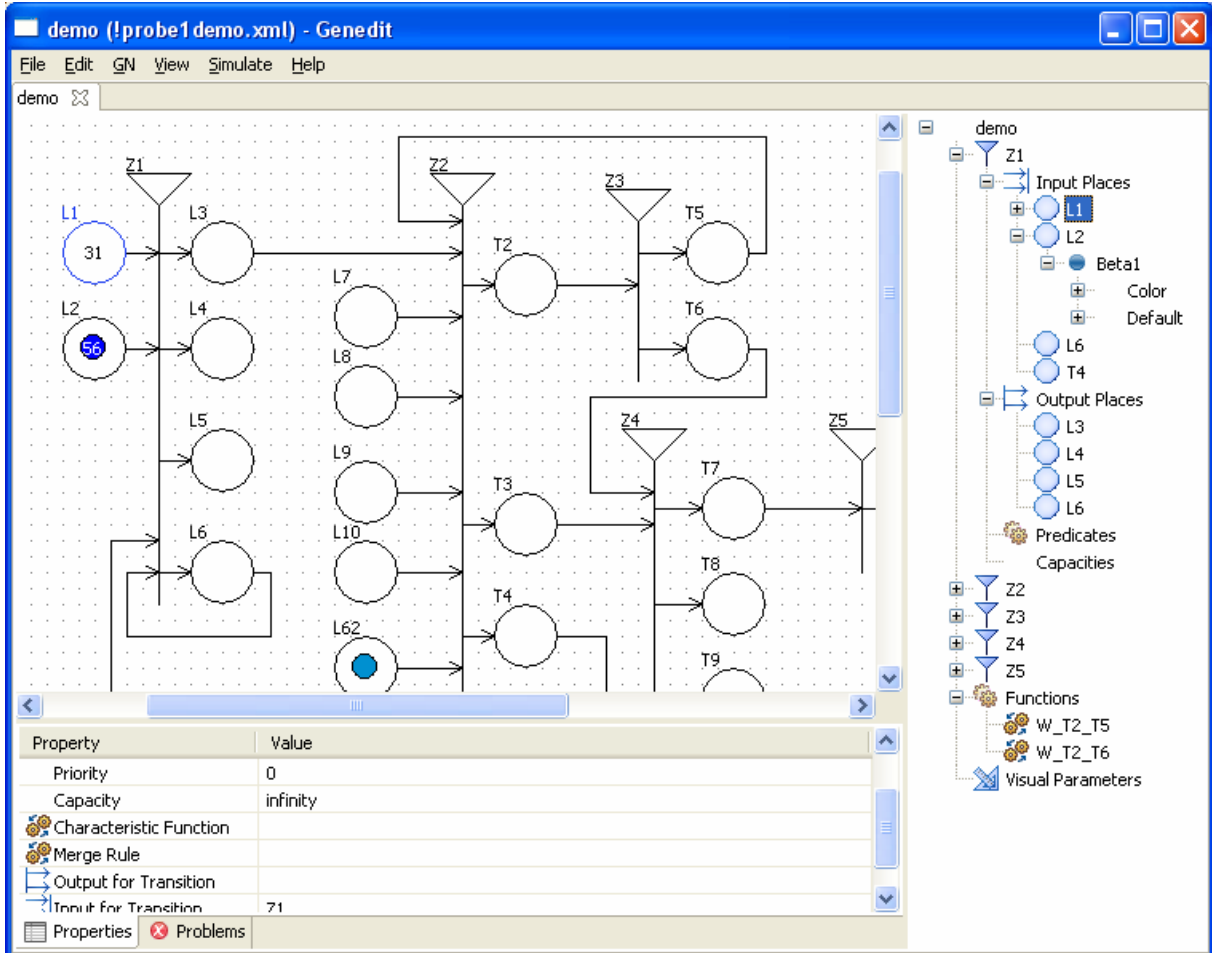 demo (!probe1demo.xml) - Genedit
File Edit GN View Simulate Help
demo
Z1
Z2
Z3
L1
L3
T5
31
T2
L7
L2
L4
T6
56
L8
L5
Z4
Z5
L9
T7
T3
L6
L10
T8
T4
L62
T9
Property Value
Priority 0
Capacity infinity
Characteristic Function
Merge Rule
Output for Transition
Input for Transition Z1
Properties Problems
demo
Z1
Input Places
L1
L2
Beta1
Color
Default
L6
T4
Output Places
L3
L4
L5
L6
Predicates
Capacities
Z2
Z3
Z4
Z5
Functions
W_T2_T5
W_T2_T6
Visual Parameters